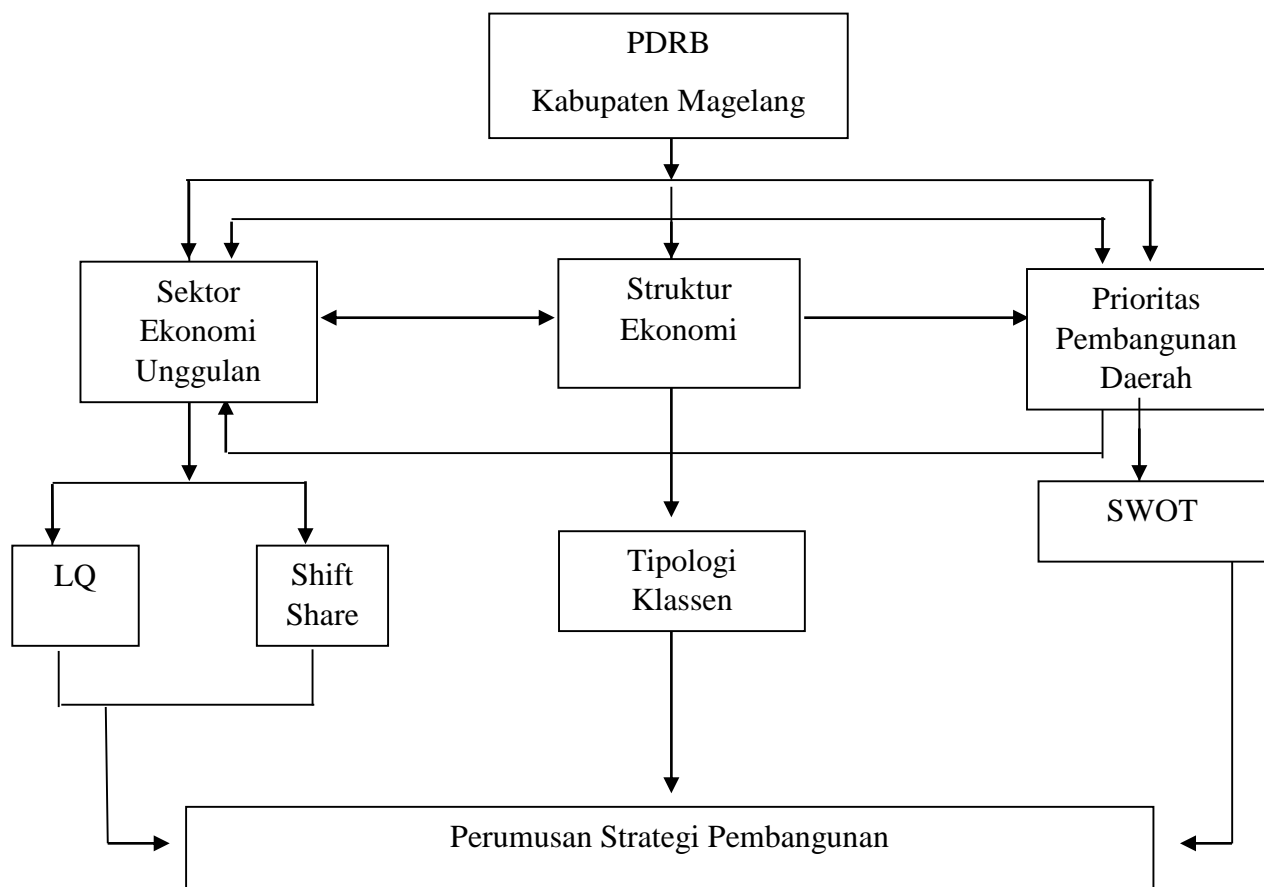 PDRB
Kabupaten Magelang
Sektor
Ekonomi
Unggulan
Struktur
Ekonomi
Prioritas
Pembangunan
Daerah
LQ
Shift
Share
Tipologi
Klassen
SWOT
Perumusan Strategi Pembangunan